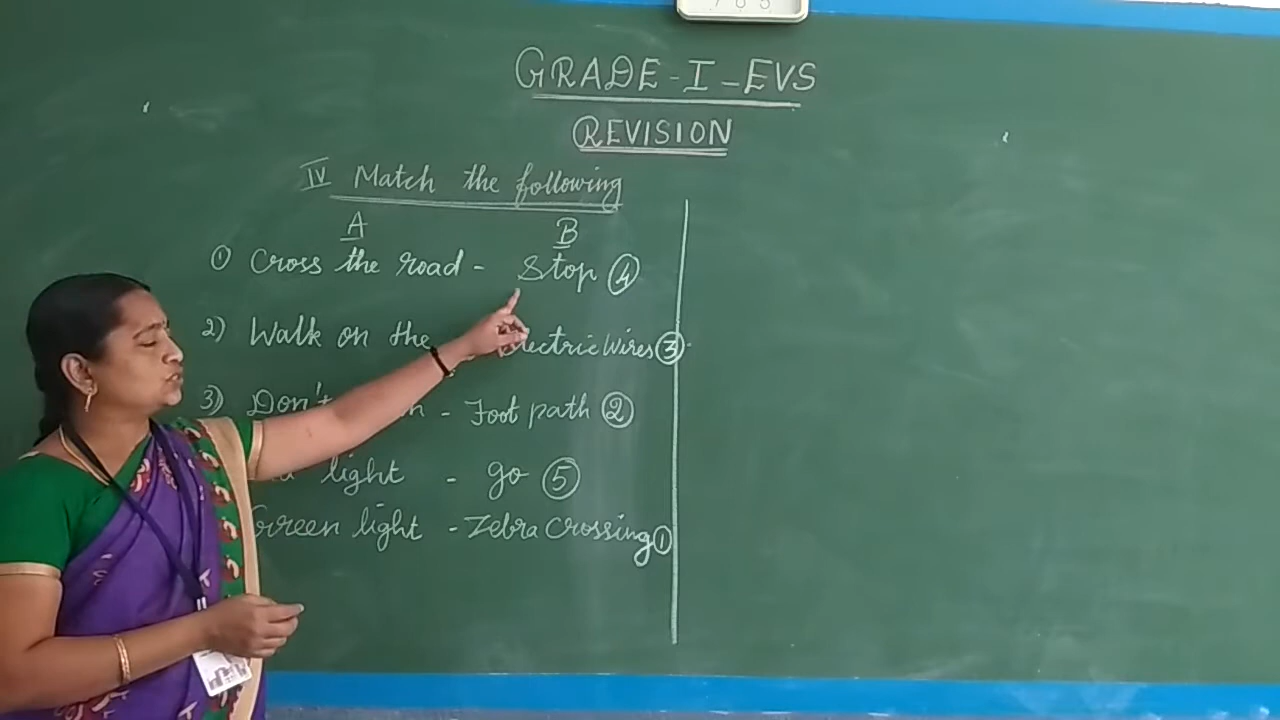 GRADE-I-EVS
REVISION
IV Match the following
A B
1) Cross the road - Stop 4
2) Walk on the Electric Wires 3
3) Don't - Foot path 2
light - go 5
Green light - Zebra Crossing 1